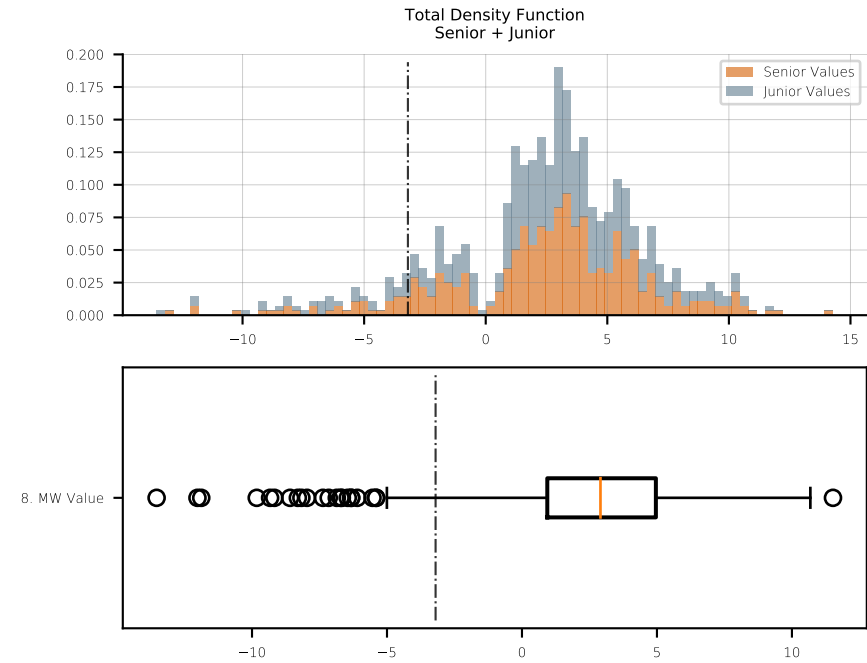 Total Density Function
Senior + Junior
0.200
0.175
0.150
0.125
0.100
0.075
0.050
0.025
0.000
Senior Values
Junior Values
−10 −5 0 5 10 15
8. MW Value
−10 −5 0 5 10